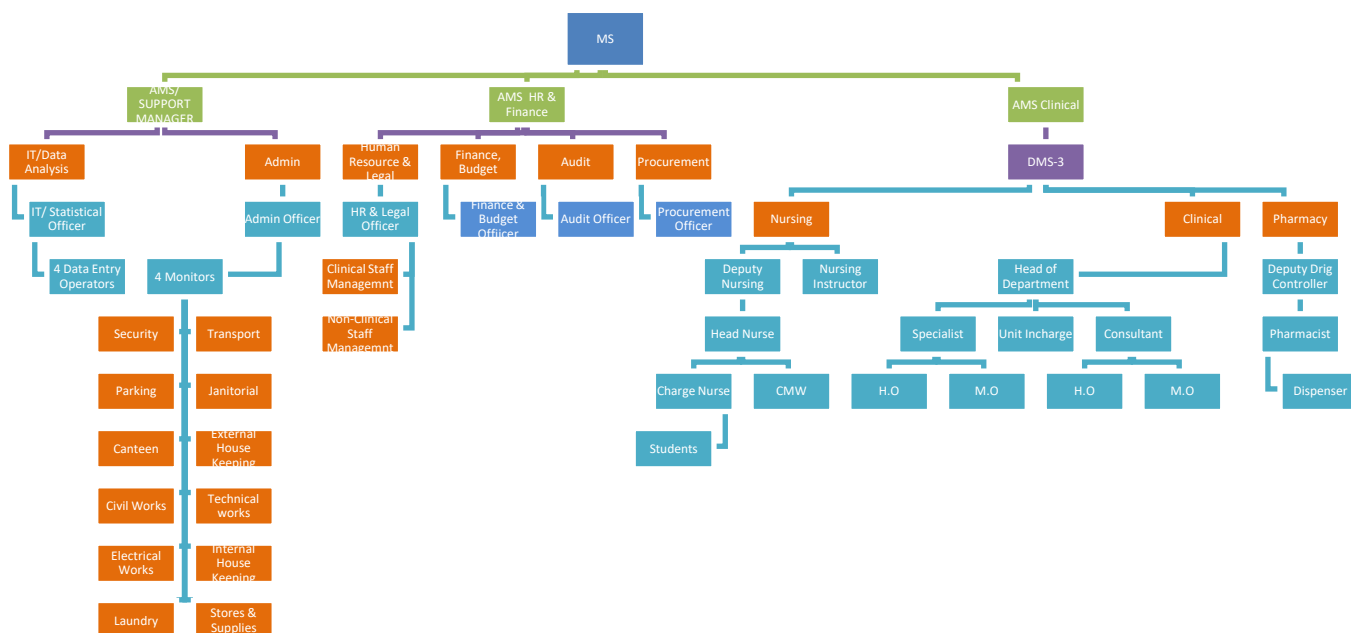 MS
AMS/
SUPPORT
MANAGER
AMS  HR &
Finance
AMS Clinical
IT/Data
Analysis
Admin
Human
Resource &
Legal
Finance,
Budget
Audit
Procurement
DMS-3
IT/ Statistical
Officer
Admin Officer
HR & Legal
Officer
Finance &
Budget
Offiicer
Audit Officer
Procurement
Officer
Nursing
Clinical
Pharmacy
4 Data Entry
Operators
4 Monitors
Clinical Staff
Managemnt
Deputy
Nursing
Nursing
Instructor
Head of
Department
Deputy Drig
Controller
Security
Transport
Non-Clinical
Staff
Managemnt
Head Nurse
Specialist
Unit Incharge
Consultant
Pharmacist
Parking
Janitorial
Charge Nurse
CMW
H.O
M.O
H.O
M.O
Dispenser
Canteen
External
House
Keeping
Students
Civil Works
Technical
works
Electrical
Works
Internal
House
Keeping
Laundry
Stores &
Supplies